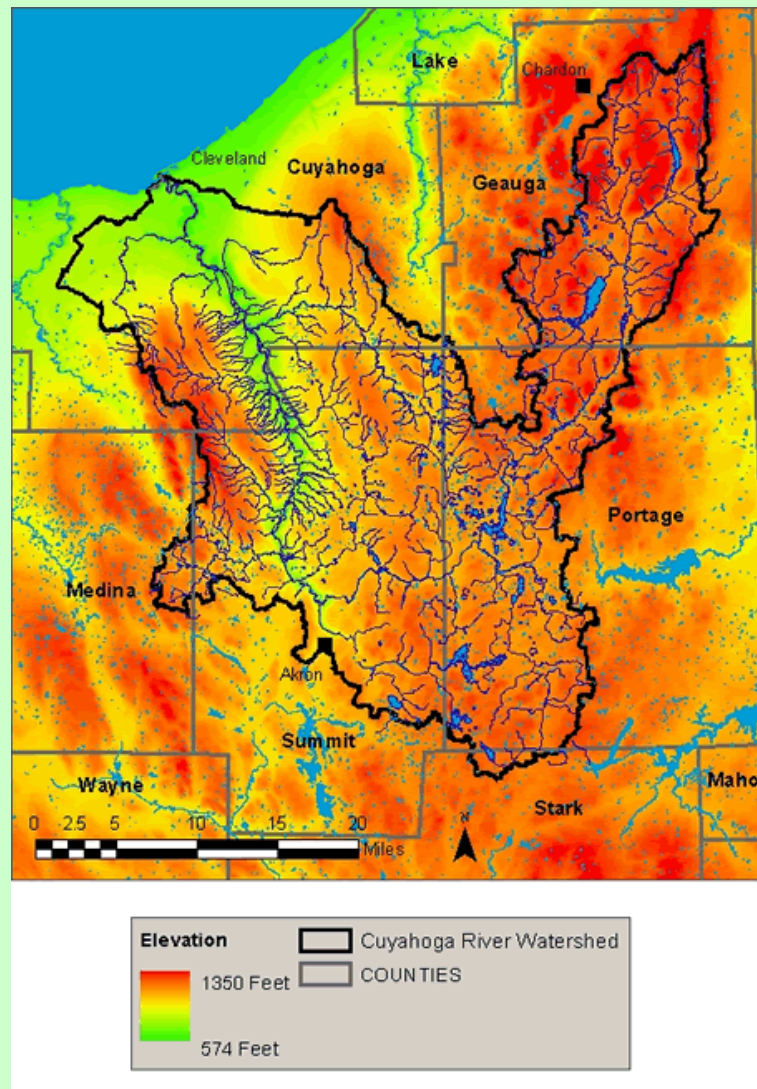 Lake
Chardon
Cleveland
Cuyahoga
Geauga
Portage
Medina
Akron
Summit
Wayne
Maho
Stark
0 2.5 5 10 15 20
Miles
N
Elevation
1350 Feet
574 Feet
Cuyahoga River Watershed
COUNTIES